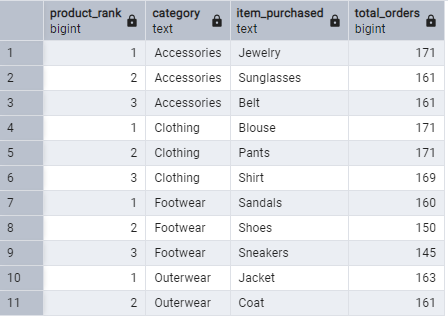 product_rank category item_purchased total_orders
bigint text text bigint
1 1 Accessories Jewelry 171
2 2 Accessories Sunglasses 161
3 3 Accessories Belt 161
4 1 Clothing Blouse 171
5 2 Clothing Pants 171
6 3 Clothing Shirt 169
7 1 Footwear Sandals 160
8 2 Footwear Shoes 150
9 3 Footwear Sneakers 145
10 1 Outerwear Jacket 163
11 2 Outerwear Coat 161